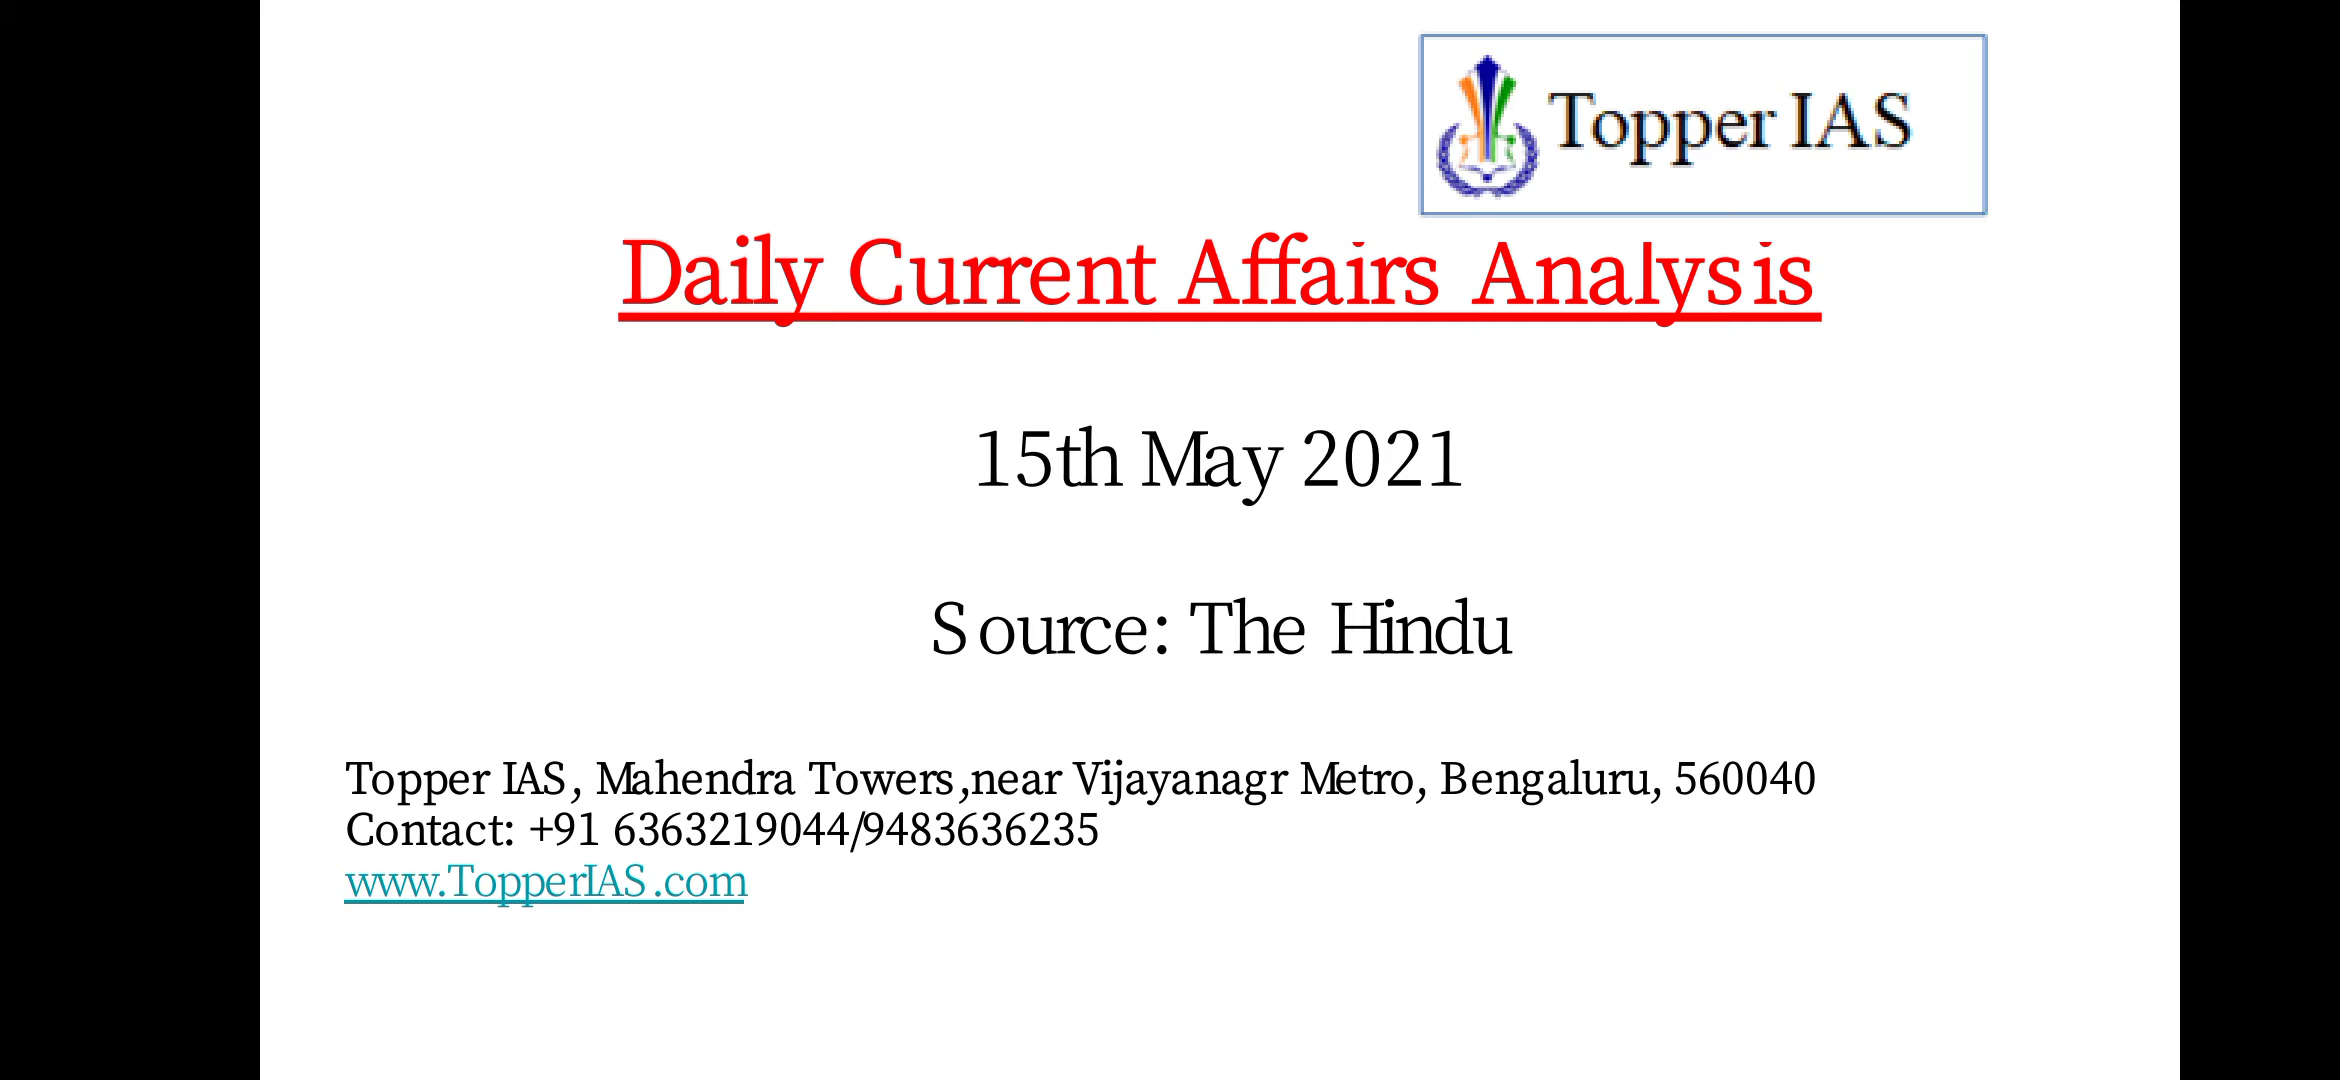 Topper IAS
Daily Current Affairs Analysis
15th May 2021
Source: The Hindu
Topper IAS, Mahendra Towers,near Vijayanagr Metro, Bengaluru, 560040
Contact: +91 6363219044/9483636235
www.TopperIAS.com